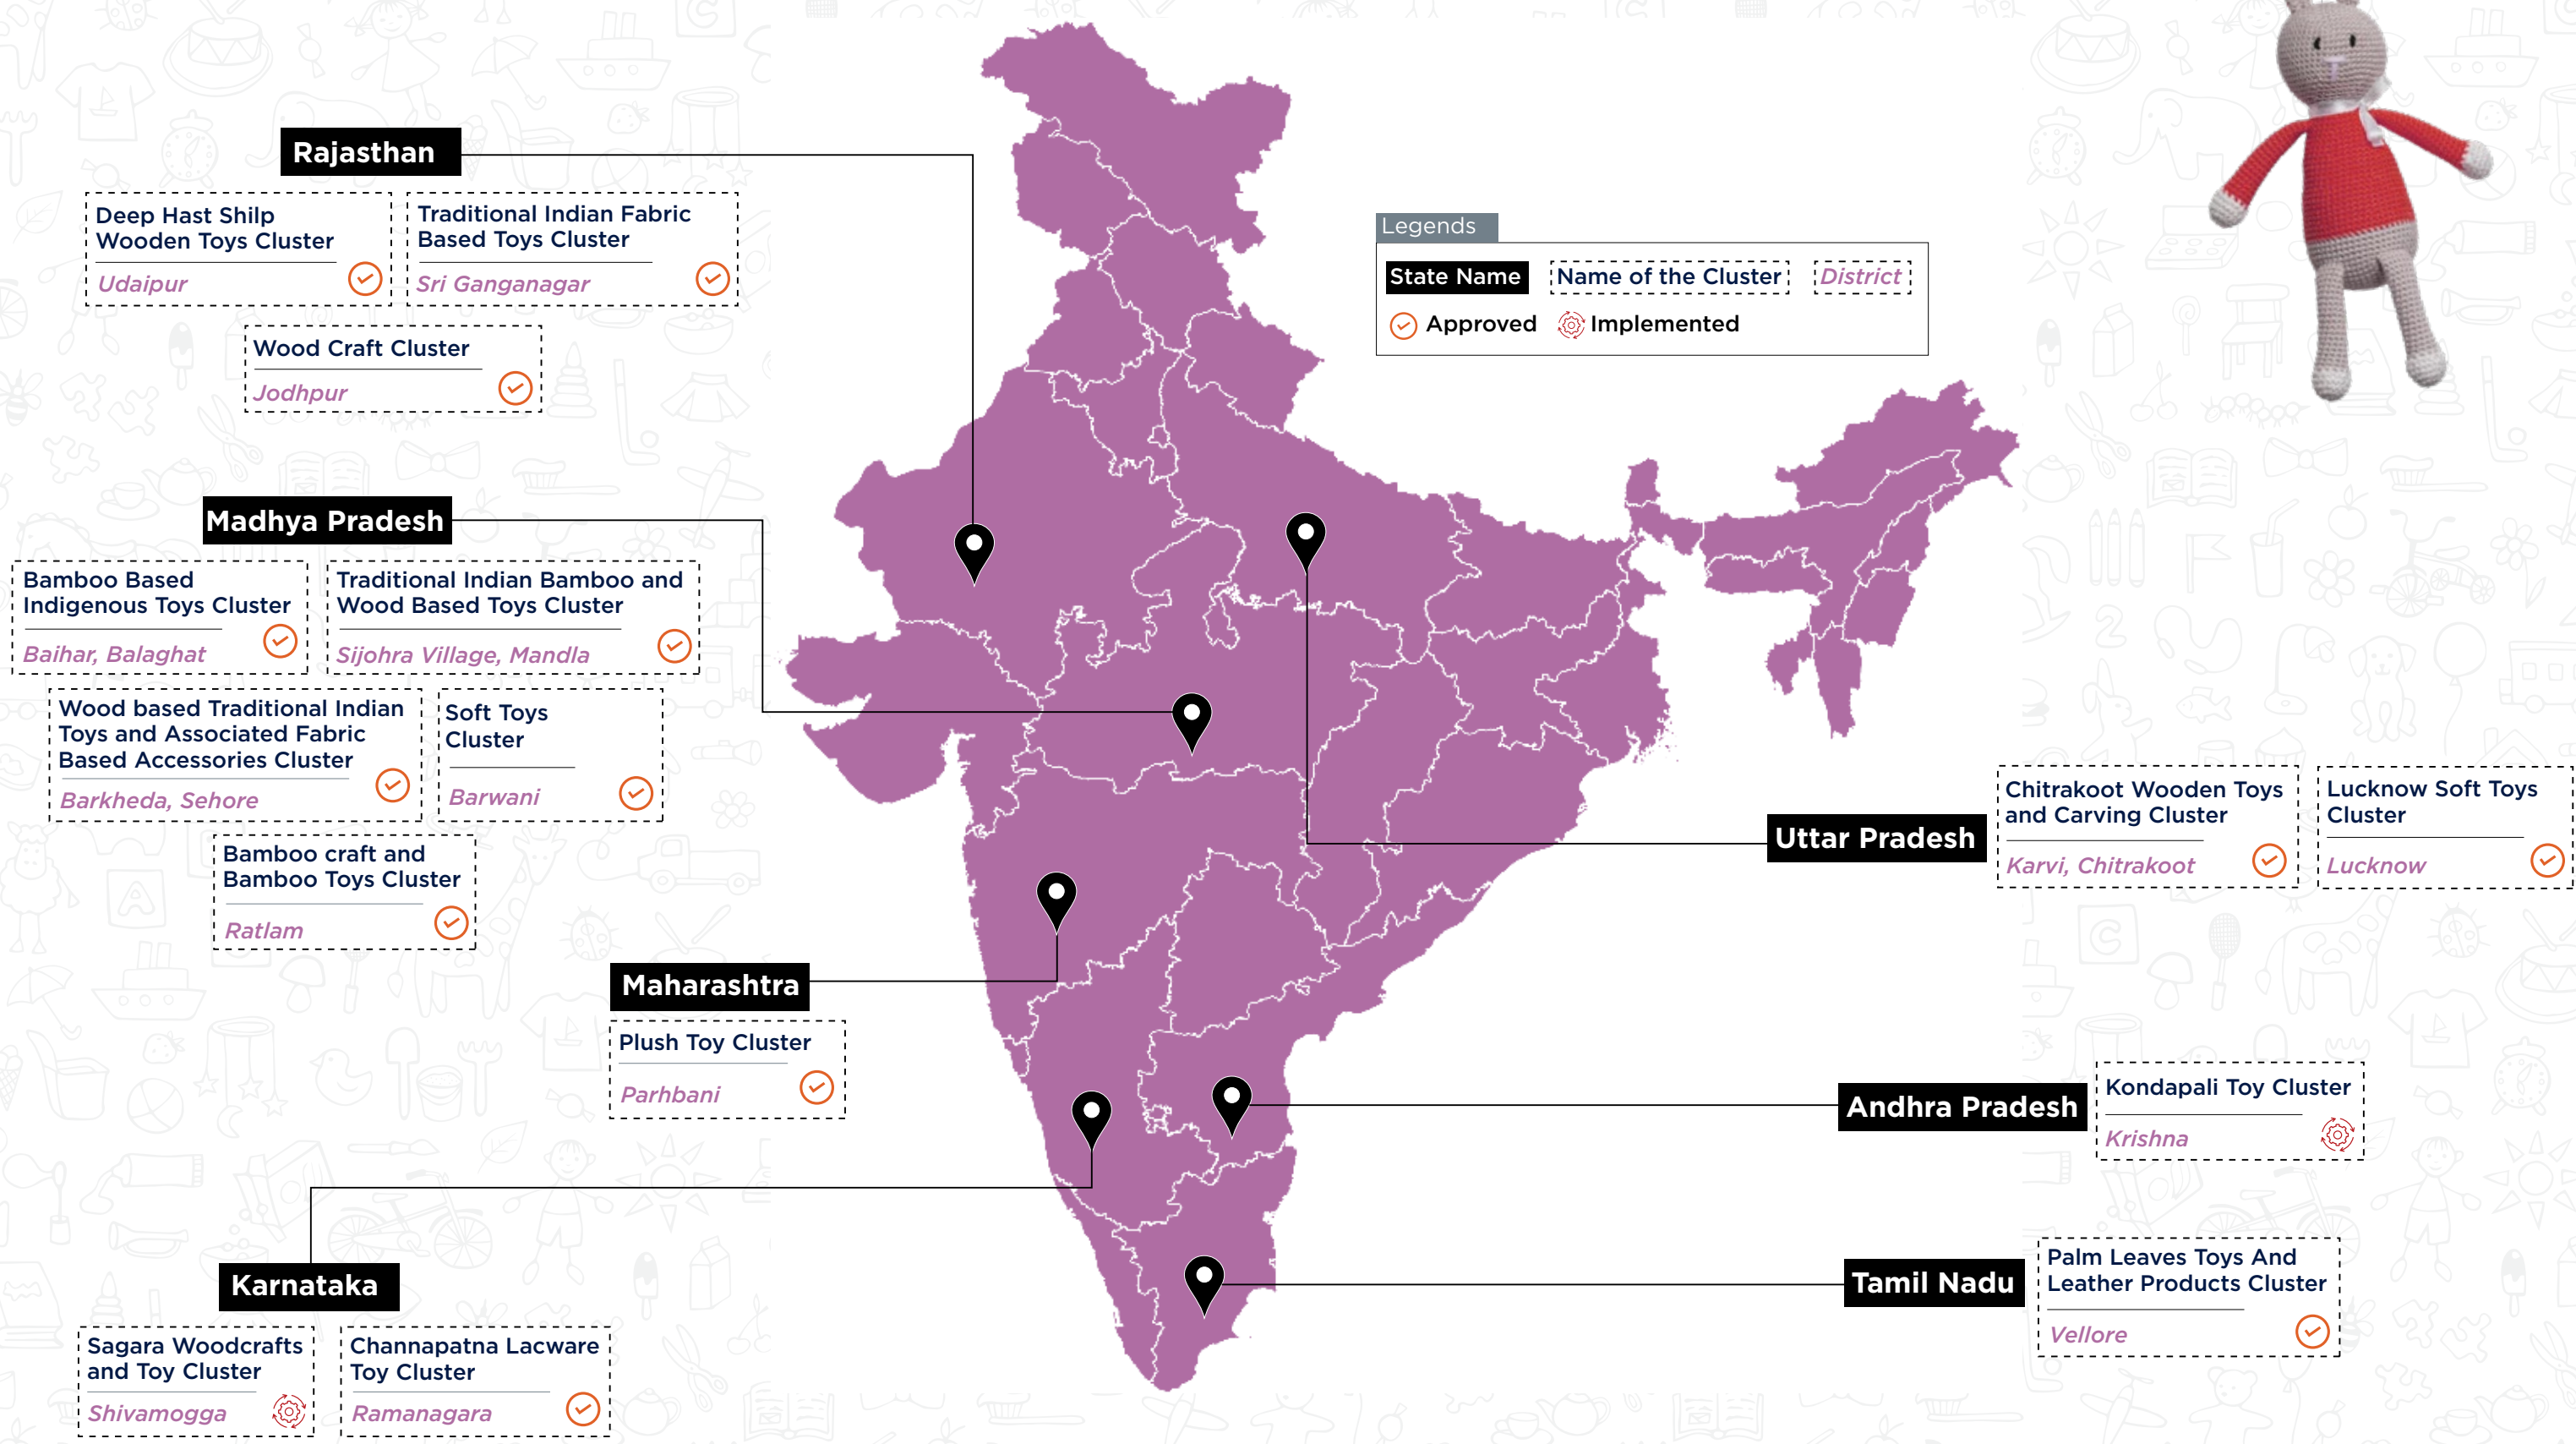 Rajasthan
Deep Hast Shilp
Wooden Toys Cluster
Udaipur
Traditional Indian Fabric
Based Toys Cluster
Sri Ganganagar
Wood Craft Cluster
Jodhpur
Legends
State Name
Name of the Cluster
District
Approved
Implemented
Madhya Pradesh
Bamboo Based
Indigenous Toys Cluster
Baihar, Balaghat
Traditional Indian Bamboo and
Wood Based Toys Cluster
Sijohra Village, Mandla
Wood based Traditional Indian
Toys and Associated Fabric
Based Accessories Cluster
Barkheda, Sehore
Soft Toys
Cluster
Barwani
Bamboo craft and
Bamboo Toys Cluster
Ratlam
Uttar Pradesh
Chitrakoot Wooden Toys
and Carving Cluster
Karvi, Chitrakoot
Lucknow Soft Toys
Cluster
Lucknow
Maharashtra
Plush Toy Cluster
Parhbani
Andhra Pradesh
Kondapali Toy Cluster
Krishna
Karnataka
Sagara Woodcrafts
and Toy Cluster
Shivamogga
Channapatna Lacware
Toy Cluster
Ramanagara
Tamil Nadu
Palm Leaves Toys And
Leather Products Cluster
Vellore